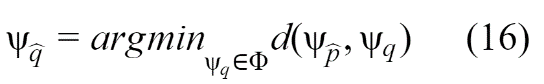 ψ_q̂ = argmin_{ψ_q∈Φ} d(ψ_p̂, ψ_q) (16)